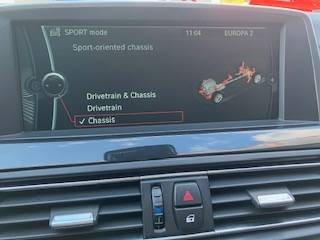 SPORT mode 11:04 EUROPA 2
Sport-oriented chassis
Drivetrain & Chassis
Drivetrain
✓ Chassis